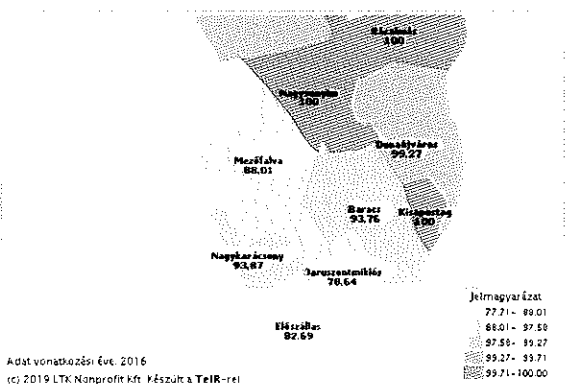 Rácalmás
100
Nagyvenyim
100
Dunaújváros
99.27
Mezőfalva
88.01
Baracs
93.76
Kisapostag
100
Nagykarácsony
93.87
Daruszentmiklós
78.64
Előszállás
82.69
Jelmagyarázat
77.71- 88.01
88.01- 97.58
97.58- 99.27
99.27- 99.71
99.71-100.00
Adat vonatkozási éve: 2016
(c) 2019 LTK Nonprofit Kft. Készült a TeIR-rel